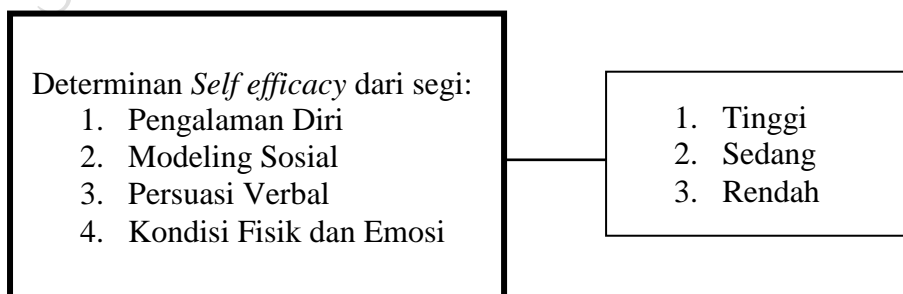 Determinan Self efficacy dari segi:
1. Pengalaman Diri
2. Modeling Sosial
3. Persuasi Verbal
4. Kondisi Fisik dan Emosi
1. Tinggi
2. Sedang
3. Rendah